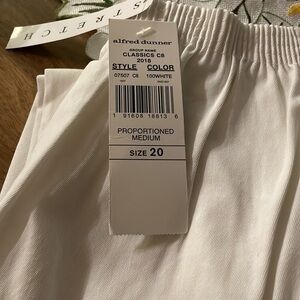 STRETCH
alfred dunner
GROUP NAME
CLASSICS C8
2018
STYLE COLOR
07507 C8 100WHITE
1 91608 18813 6
PROPORTIONED
MEDIUM
SIZE 20